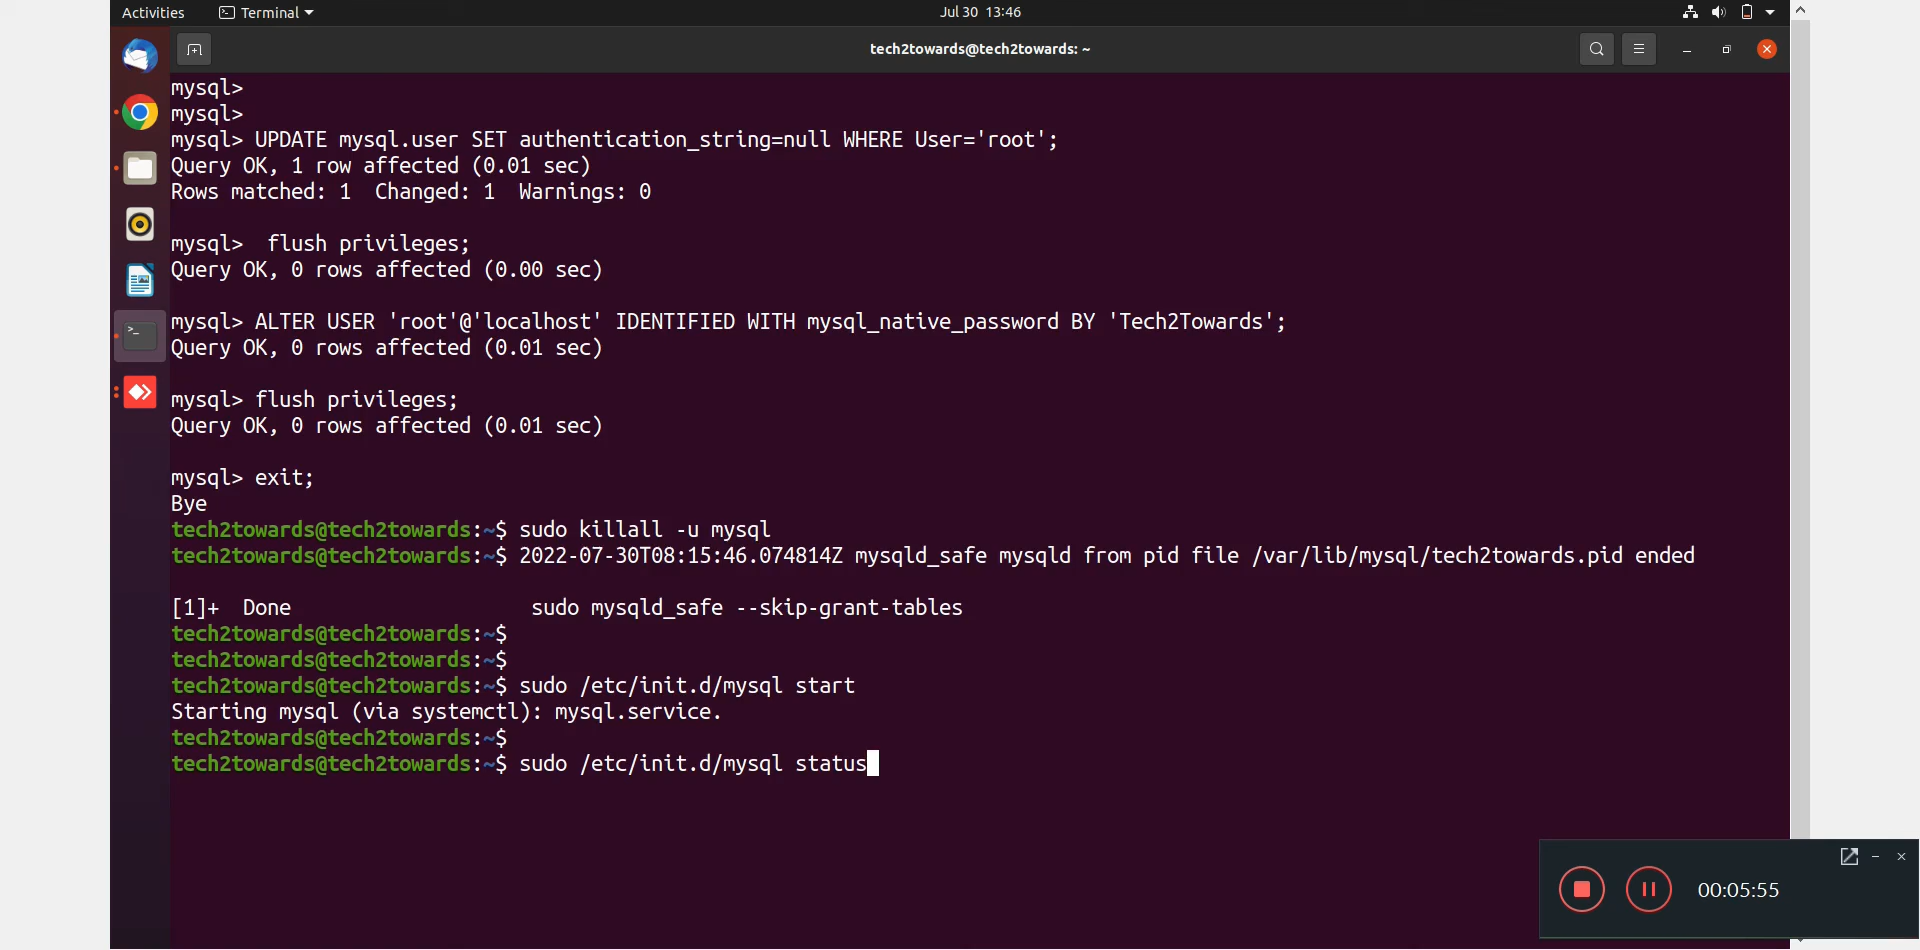 Activities Terminal Jul 30 13:46
tech2towards@tech2towards: ~
mysql>
mysql>
mysql> UPDATE mysql.user SET authentication_string=null WHERE User='root';
Query OK, 1 row affected (0.01 sec)
Rows matched: 1  Changed: 1  Warnings: 0
mysql>  flush privileges;
Query OK, 0 rows affected (0.00 sec)
mysql> ALTER USER 'root'@'localhost' IDENTIFIED WITH mysql_native_password BY 'Tech2Towards';
Query OK, 0 rows affected (0.01 sec)
mysql> flush privileges;
Query OK, 0 rows affected (0.01 sec)
mysql> exit;
Bye
tech2towards@tech2towards:~$ sudo killall -u mysql
tech2towards@tech2towards:~$ 2022-07-30T08:15:46.074814Z mysqld_safe mysqld from pid file /var/lib/mysql/tech2towards.pid ended
[1]+  Done                    sudo mysqld_safe --skip-grant-tables
tech2towards@tech2towards:~$
tech2towards@tech2towards:~$
tech2towards@tech2towards:~$ sudo /etc/init.d/mysql start
Starting mysql (via systemctl): mysql.service.
tech2towards@tech2towards:~$
tech2towards@tech2towards:~$ sudo /etc/init.d/mysql status
00:05:55